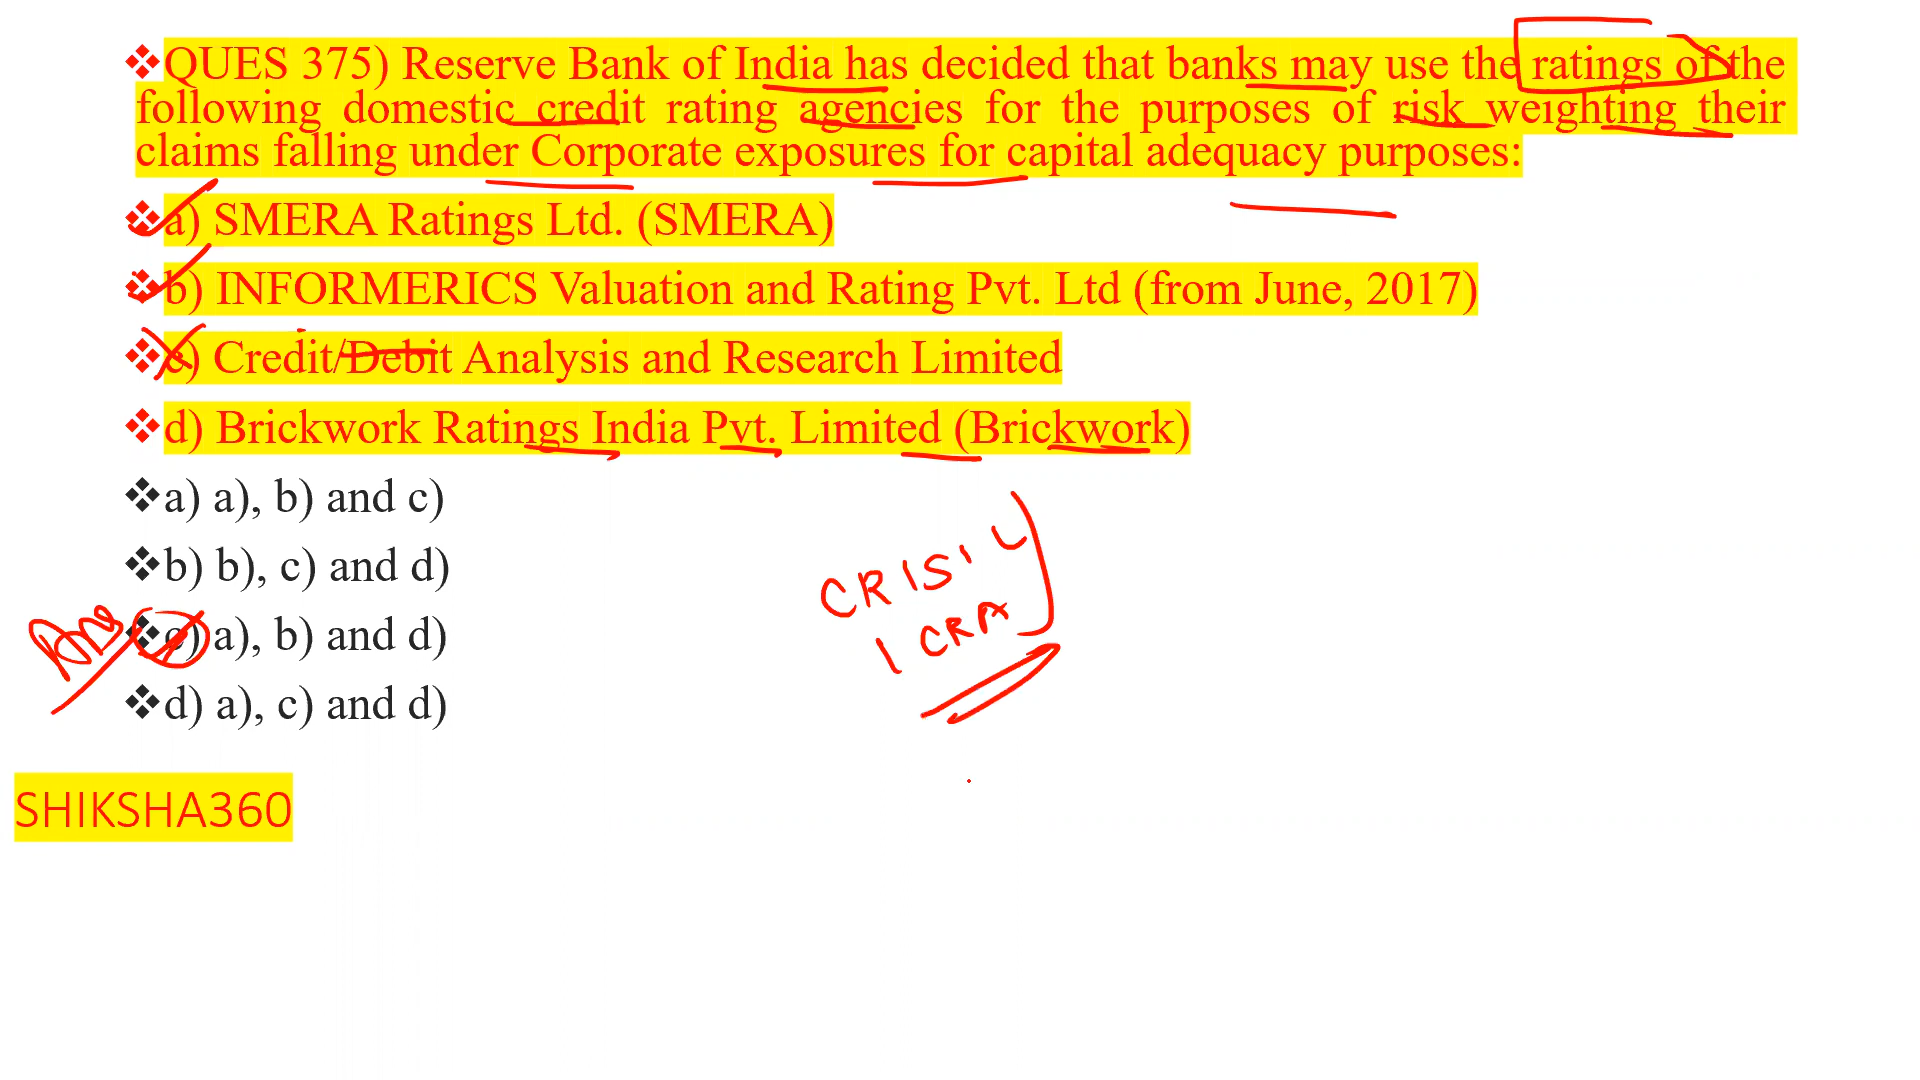 ❖QUES 375) Reserve Bank of India has decided that banks may use the ratings of the
following domestic credit rating agencies for the purposes of risk weighting their
claims falling under Corporate exposures for capital adequacy purposes:
❖a) SMERA Ratings Ltd. (SMERA)
❖b) INFORMERICS Valuation and Rating Pvt. Ltd (from June, 2017)
❖c) Credit/Debit Analysis and Research Limited
❖d) Brickwork Ratings India Pvt. Limited (Brickwork)
❖a) a), b) and c)
❖b) b), c) and d)
CRISIL
Ans ❖c) a), b) and d)
ICRA
❖d) a), c) and d)
SHIKSHA360